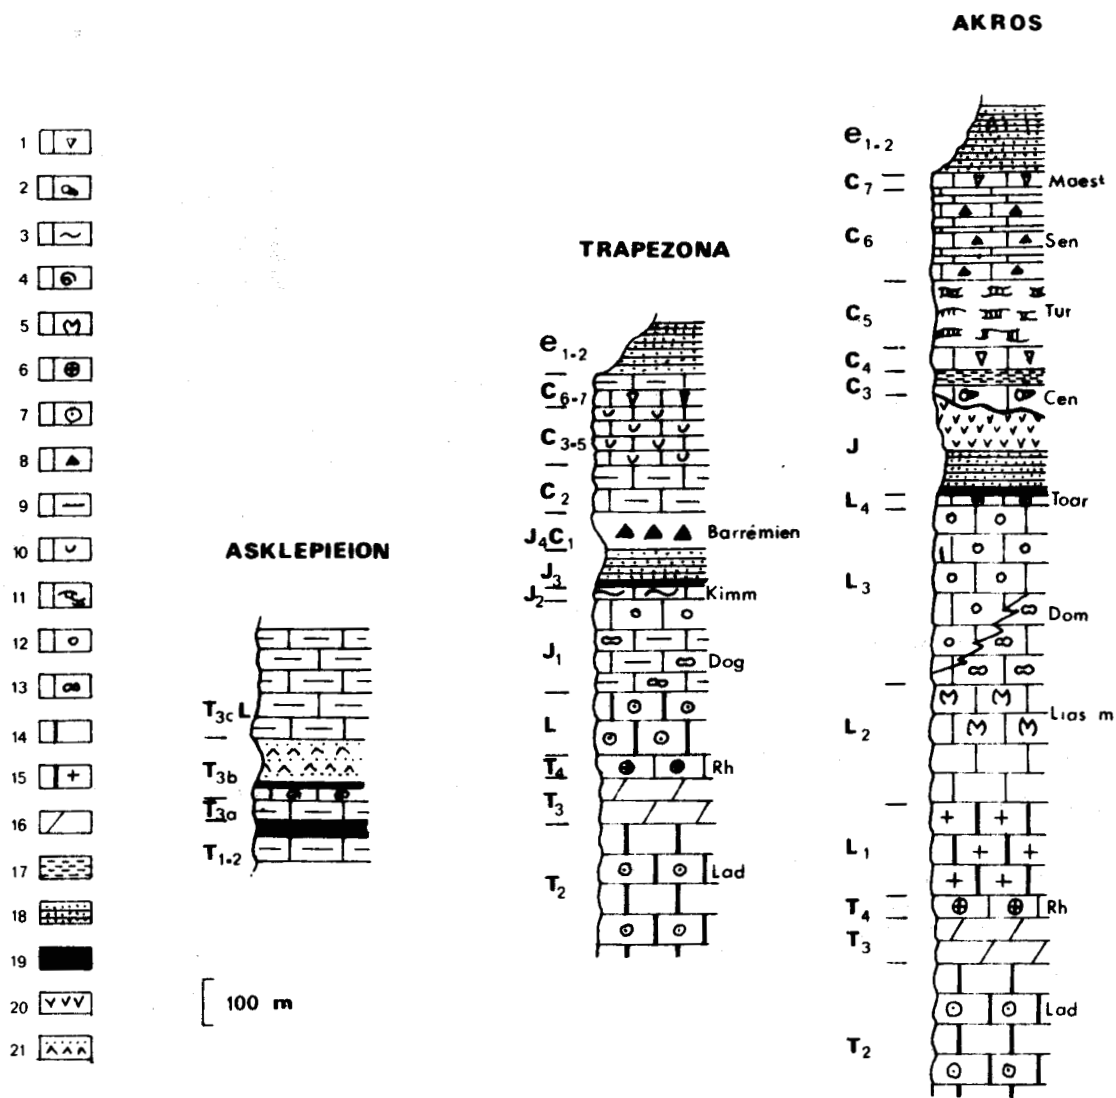 AKROS
TRAPEZONA
ASKLEPIEION
1
2
3
4
5
6
7
8
9
10
11
12
13
14
15
16
17
18
19
20
21
100 m
T3c L
T3b
T3a
T1-2
e1-2
C6-7
C3-5
C2
J4C1
Barrémien
J3
J2
Kimm
J1
Dog
L
T4
Rh
T3
T2
Lad
e1-2
C7
Maest
C6
Sen
C5
Tur
C4
C3
Cen
J
L4
Toar
L3
Dom
L2
Lias m
L1
T4
Rh
T3
Lad
T2